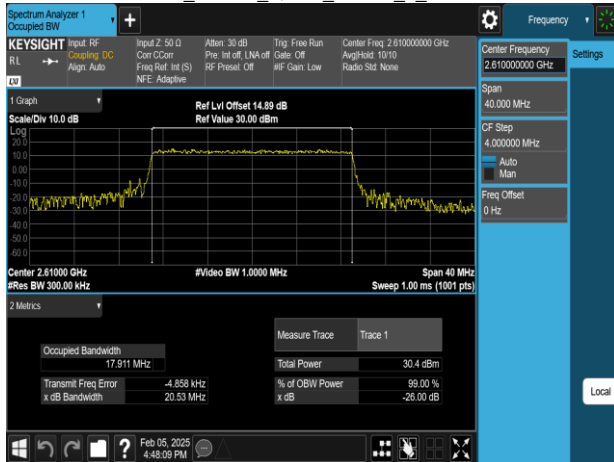 Spectrum Analyzer 1
Occupied BW
Frequency
KEYSIGHT
RL
LXI
Input: RF
Coupling: DC
Align: Auto
Input Z: 50 Ω
Corr CCorr
Freq Ref: Int (S)
NFE: Adaptive
Atten: 30 dB
Pre: Int off, LNA off
RF Preset: Off
Trig: Free Run
Gate: Off
#IF Gain: Low
Center Freq: 2.610000000 GHz
Avg|Hold: 10/10
Radio Std: None
Center Frequency
2.610000000 GHz
Settings
Span
40.000 MHz
CF Step
4.000000 MHz
Auto
Man
Freq Offset
0 Hz
Local
1 Graph
Scale/Div 10.0 dB
Ref Lvl Offset 14.89 dB
Ref Value 30.00 dBm
Log
20.0
10.0
0.00
-10.0
-20.0
-30.0
-40.0
-50.0
-60.0
Center 2.61000 GHz
#Res BW 300.00 kHz
#Video BW 1.0000 MHz
Span 40 MHz
Sweep 1.00 ms (1001 pts)
2 Metrics
Measure Trace
Trace 1
Occupied Bandwidth
17.911 MHz
Total Power
30.4 dBm
Transmit Freq Error
-4.858 kHz
% of OBW Power
99.00 %
x dB Bandwidth
20.53 MHz
x dB
-26.00 dB
?
Feb 05, 2025
4:48:09 PM